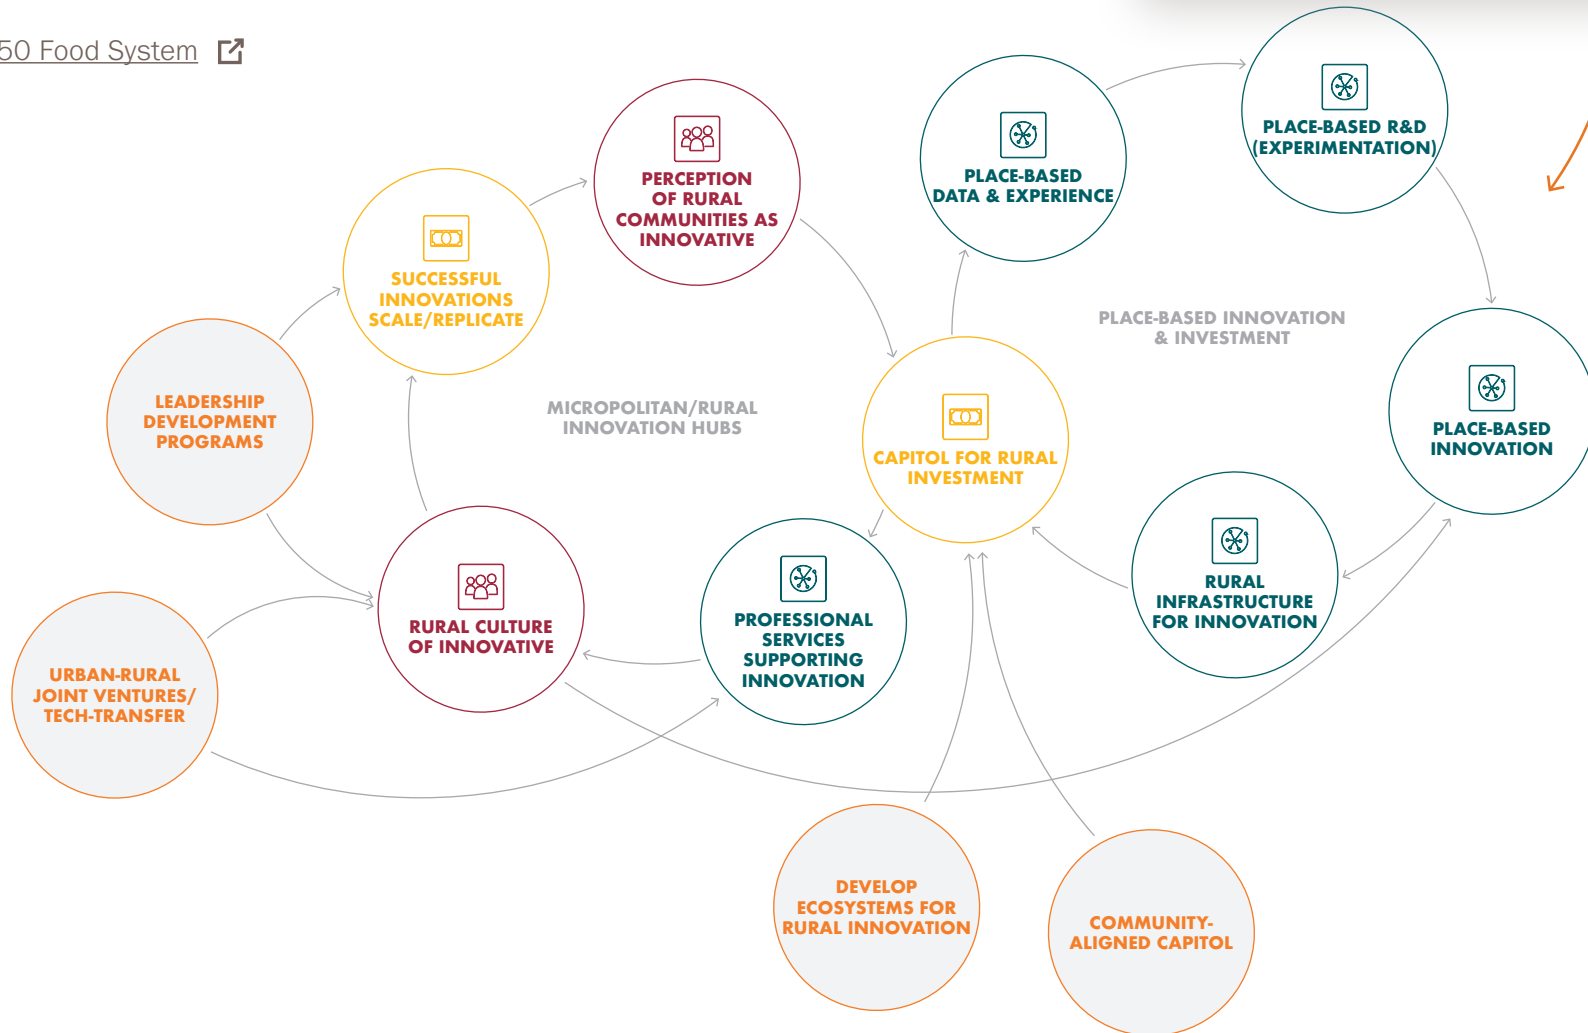 50 Food System
PLACE-BASED R&D
(EXPERIMENTATION)
PERCEPTION
OF RURAL
COMMUNITIES AS
INNOVATIVE
PLACE-BASED
DATA & EXPERIENCE
SUCCESSFUL
INNOVATIONS
SCALE/REPLICATE
PLACE-BASED INNOVATION
& INVESTMENT
LEADERSHIP
DEVELOPMENT
PROGRAMS
MICROPOLITAN/RURAL
INNOVATION HUBS
CAPITOL FOR RURAL
INVESTMENT
PLACE-BASED
INNOVATION
RURAL CULTURE
OF INNOVATIVE
PROFESSIONAL
SERVICES
SUPPORTING
INNOVATION
RURAL
INFRASTRUCTURE
FOR INNOVATION
URBAN-RURAL
JOINT VENTURES/
TECH-TRANSFER
DEVELOP
ECOSYSTEMS FOR
RURAL INNOVATION
COMMUNITY-
ALIGNED CAPITOL